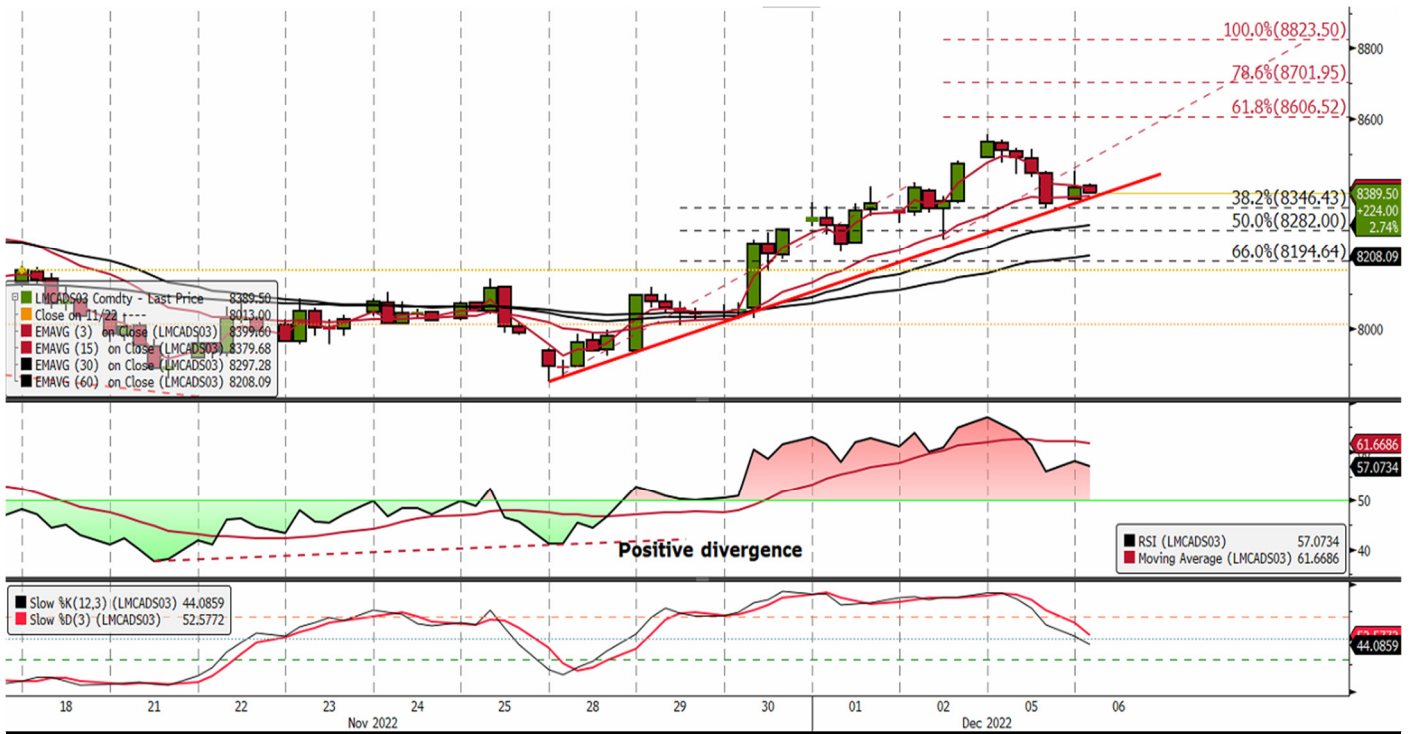 100.0%(8823.50)
8800
78.6%(8701.95)
61.8%(8606.52)
8600
38.2%(8346.43)
8389.50
+224.00
2.74%
50.0%(8282.00)
66.0%(8194.64)
8208.09
8000
LMCADS03 Comdty - Last Price 8389.50
Close on 11/22 ---- 8013.00
EMAVG (3) on Close (LMCADS03) 8399.60
EMAVG (15) on Close (LMCADS03) 8379.68
EMAVG (30) on Close (LMCADS03) 8297.28
EMAVG (60) on Close (LMCADS03) 8208.09
61.6686
57.0734
50
40
Positive divergence
RSI (LMCADS03) 57.0734
Moving Average (LMCADS03) 61.6686
Slow %K(12,3) (LMCADS03) 44.0859
Slow %D(3) (LMCADS03) 52.5772
52.5772
44.0859
18 21 22 23 24 25 28 29 30 01 02 05 06
Nov 2022 Dec 2022